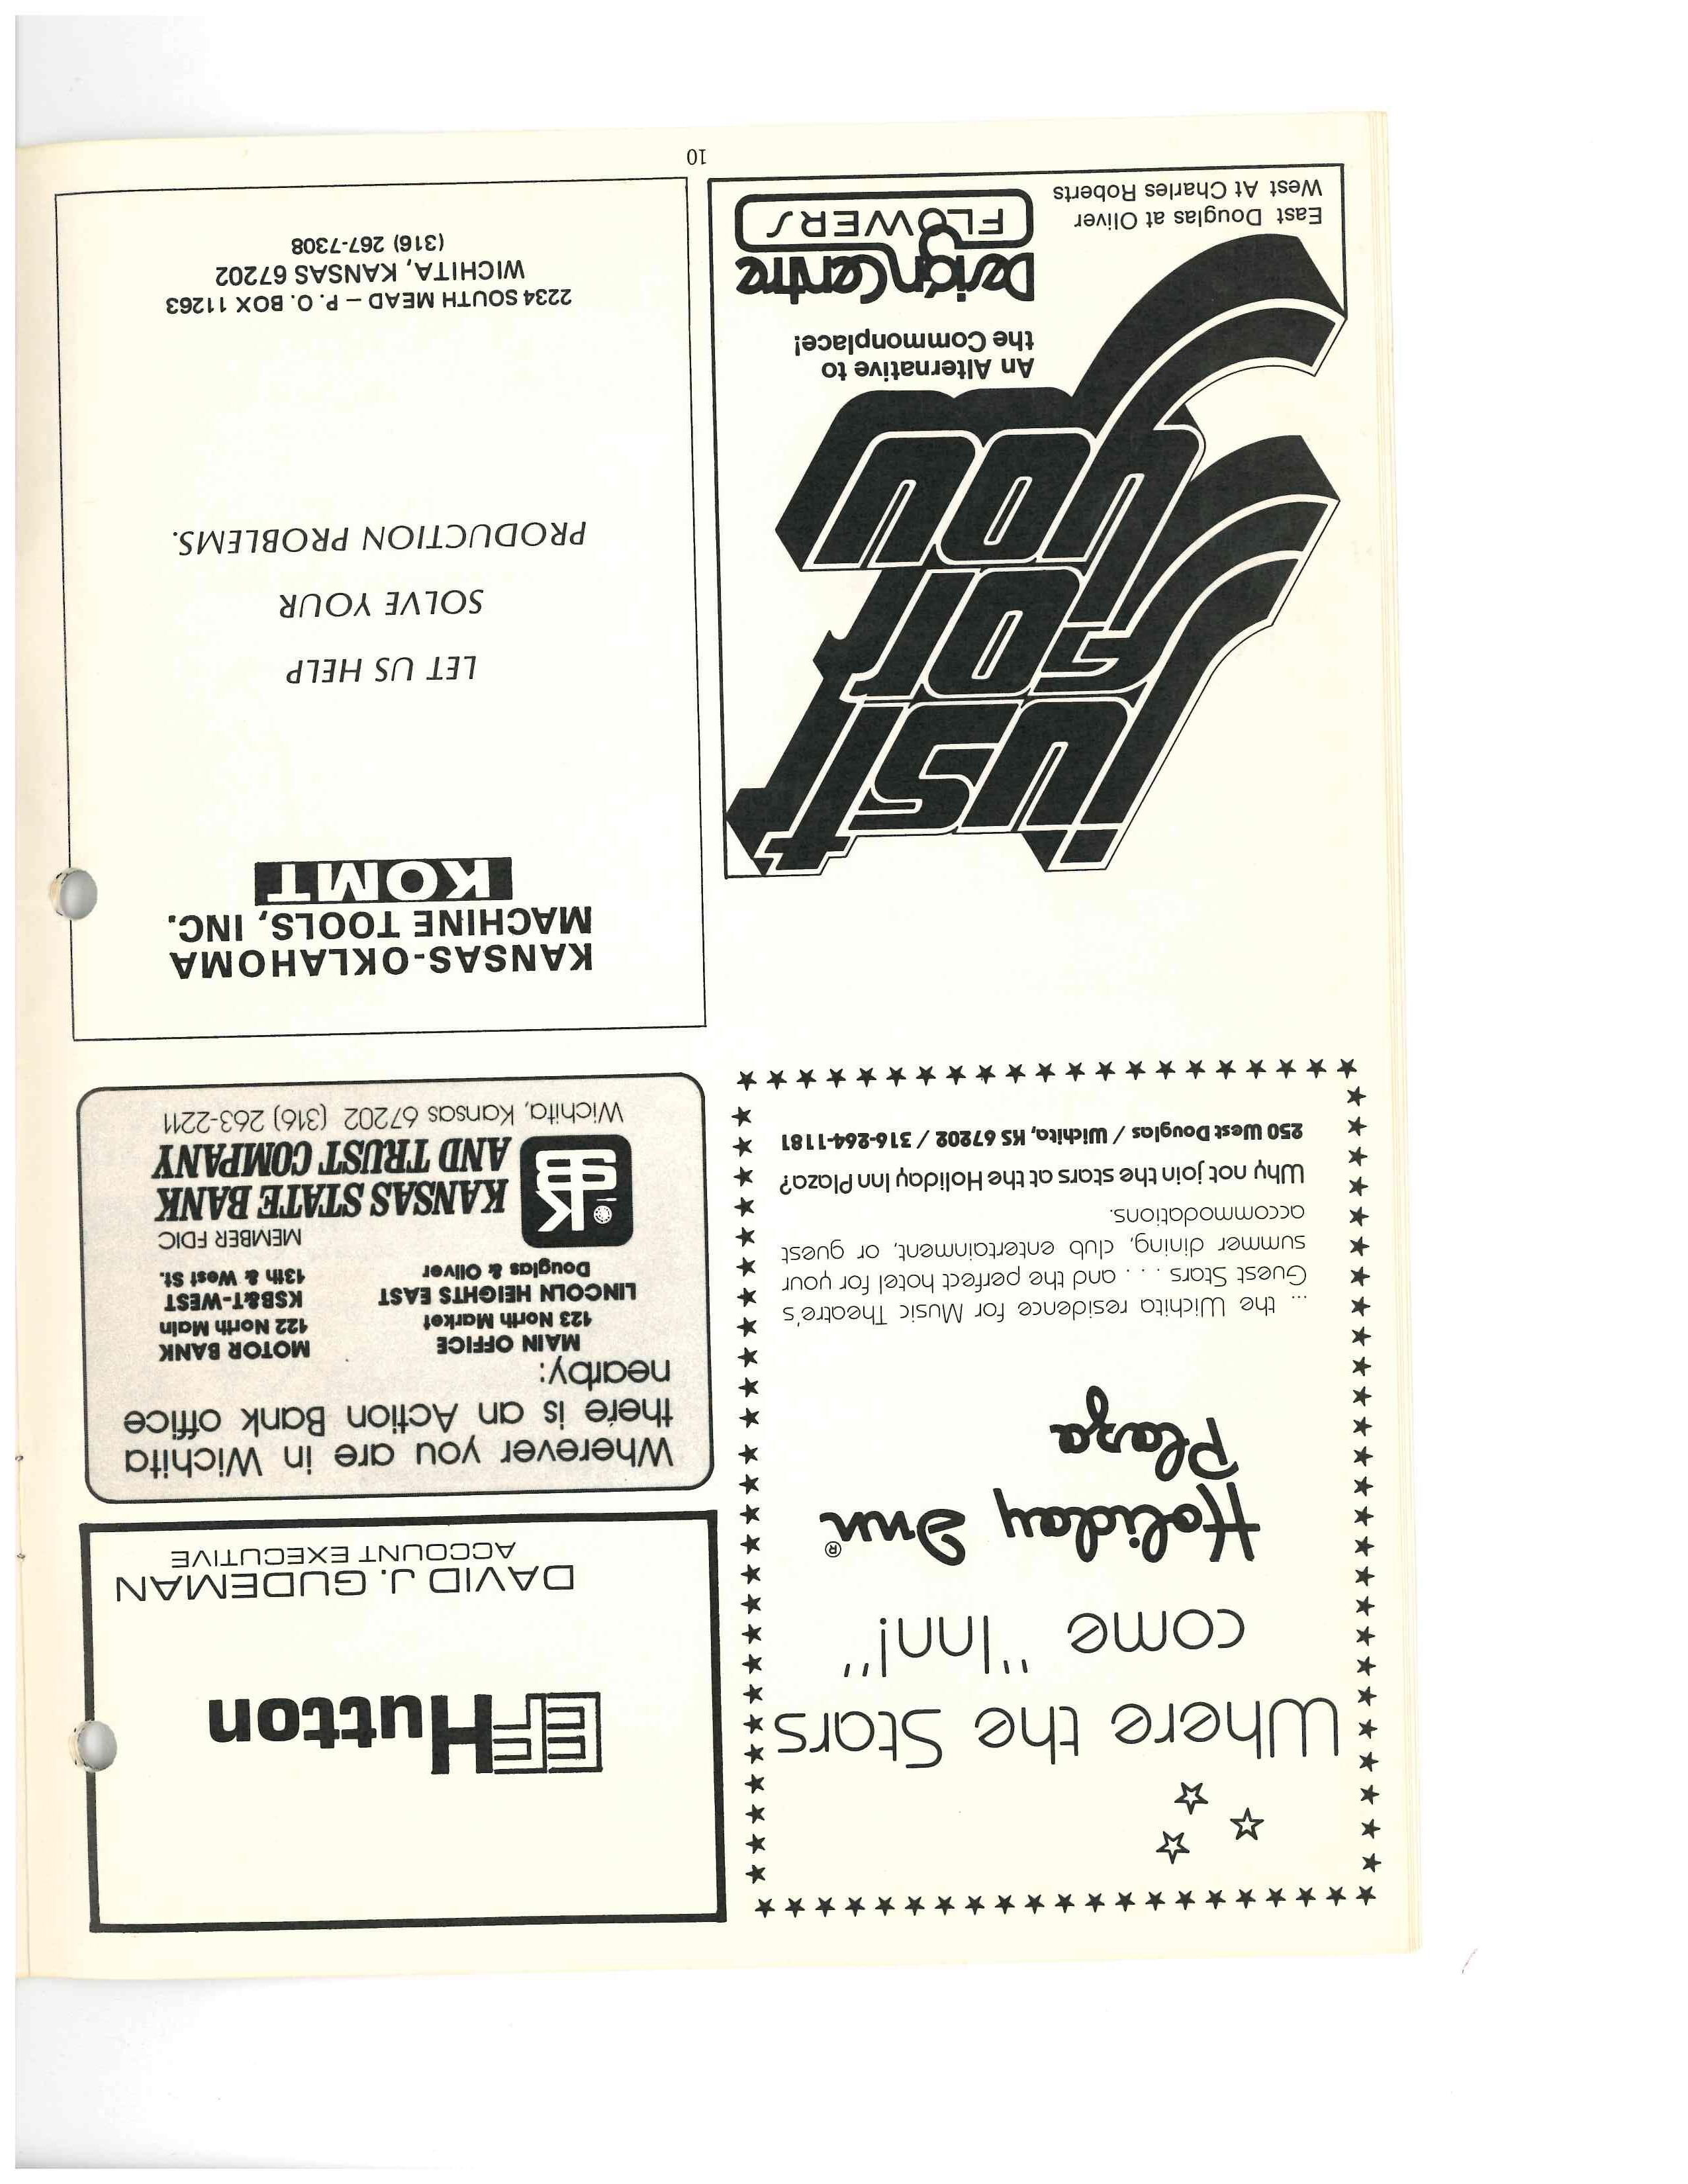 Where the Stars
come "Inn!"
Holiday Inn®
Plaza
... the Wichita residence for Music Theatre's
Guest Stars . . . and the perfect hotel for your
summer dining, club entertainment, or guest
accommodations.
Why not join the stars at the Holiday Inn Plaza?
250 West Douglas / Wichita, KS 67202 / 316-264-1181
EFHutton
DAVID J. GUDEMAN
ACCOUNT EXECUTIVE
Wherever you are in Wichita
there is an Action Bank office
nearby:
MAIN OFFICE
123 North Market
LINCOLN HEIGHTS EAST
Douglas & Oliver
MOTOR BANK
122 North Main
KSB&T-WEST
13th & West St.
MEMBER FDIC
KANSAS STATE BANK
AND TRUST COMPANY
Wichita, Kansas 67202 (316) 263-2211
just
for
you
An Alternative to
the Commonplace!
Design Centre
FLOWERS
East Douglas at Oliver
West At Charles Roberts
KANSAS-OKLAHOMA
MACHINE TOOLS, INC.
KOMT
LET US HELP
SOLVE YOUR
PRODUCTION PROBLEMS.
2234 SOUTH MEAD – P. O. BOX 11263
WICHITA, KANSAS 67202
(316) 267-7308
10